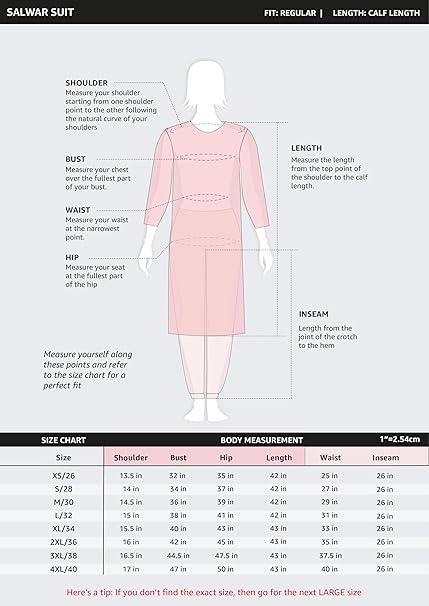 SALWAR SUIT
FIT: REGULAR | LENGTH: CALF LENGTH
SHOULDER
Measure your shoulder
starting from one shoulder
point to the other following
the natural curve of your
shoulders
BUST
Measure your chest
over the fullest part
of your bust.
WAIST
Measure your waist
at the narrowest
point.
HIP
Measure your seat
at the fullest part
of the hip
LENGTH
Measure the length
from the top point of
the shoulder to the calf
length.
INSEAM
Length from the
joint of the crotch
to the hem
Measure yourself along
these points and refer
to the size chart for a
perfect fit
SIZE CHART BODY MEASUREMENT 1”=2.54cm
Size Shoulder Bust Hip Length Waist Inseam
XS/26 13.5 in 32 in 35 in 42 in 25 in 26 in
S/28 14 in 34 in 37 in 42 in 27 in 26 in
M/30 14.5 in 36 in 39 in 42 in 29 in 26 in
L/32 15 in 38 in 41 in 42 in 31 in 26 in
XL/34 15.5 in 40 in 43 in 43 in 33 in 26 in
2XL/36 16 in 42 in 45 in 43 in 35 in 26 in
3XL/38 16.5 in 44.5 in 47.5 in 43 in 37.5 in 26 in
4XL/40 17 in 47 in 50 in 43 in 40 in 26 in
Here's a tip: If you don't find the exact size, then go for the next LARGE size